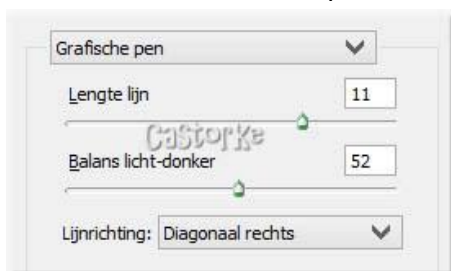 Grafische pen
Lengte lijn 11
Castorke
Balans licht-donker 52
Lijnrichting: Diagonaal rechts